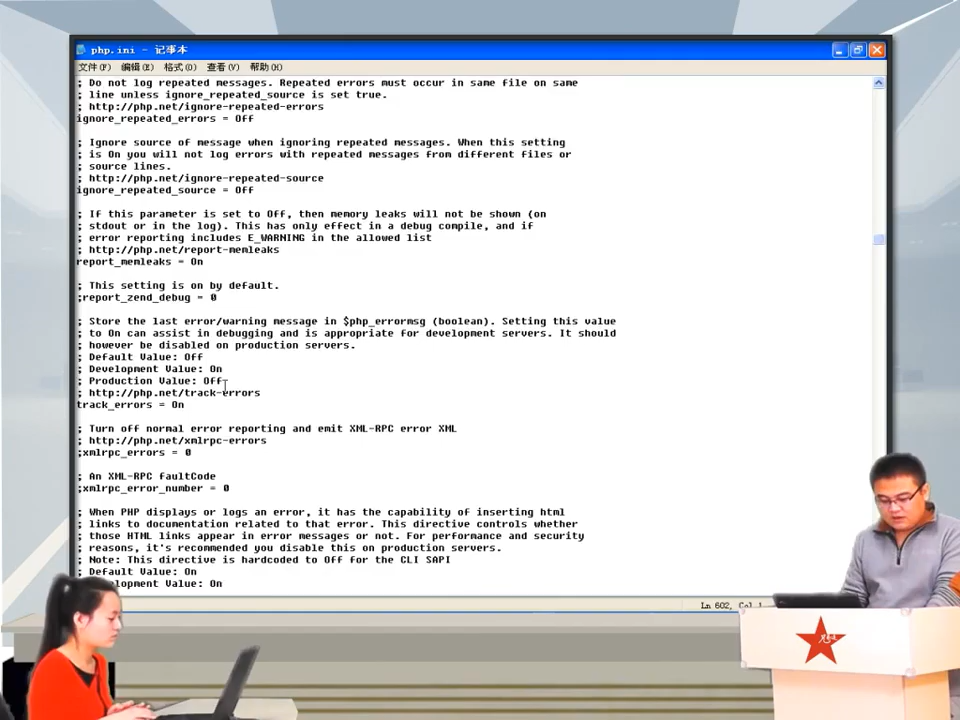 php.ini - 记事本
文件(F) 编辑(E) 格式(O) 查看(V) 帮助(H)
; Do not log repeated messages. Repeated errors must occur in same file on same
; line unless ignore_repeated_source is set true.
; http://php.net/ignore-repeated-errors
ignore_repeated_errors = Off
; Ignore source of message when ignoring repeated messages. When this setting
; is On you will not log errors with repeated messages from different files or
; source lines.
; http://php.net/ignore-repeated-source
ignore_repeated_source = Off
; If this parameter is set to Off, then memory leaks will not be shown (on
; stdout or in the log). This has only effect in a debug compile, and if
; error reporting includes E_WARNING in the allowed list
; http://php.net/report-memleaks
report_memleaks = On
; This setting is on by default.
;report_zend_debug = 0
; Store the last error/warning message in $php_errormsg (boolean). Setting this value
; to On can assist in debugging and is appropriate for development servers. It should
; however be disabled on production servers.
; Default Value: Off
; Development Value: On
; Production Value: Off
; http://php.net/track-errors
track_errors = On
; Turn off normal error reporting and emit XML-RPC error XML
; http://php.net/xmlrpc-errors
;xmlrpc_errors = 0
; An XML-RPC faultCode
;xmlrpc_error_number = 0
; When PHP displays or logs an error, it has the capability of inserting html
; links to documentation related to that error. This directive controls whether
; those HTML links appear in error messages or not. For performance and security
; reasons, it's recommended you disable this on production servers.
; Note: This directive is hardcoded to Off for the CLI SAPI
; Default Value: On
elopment Value: On
Ln 602, Col 1